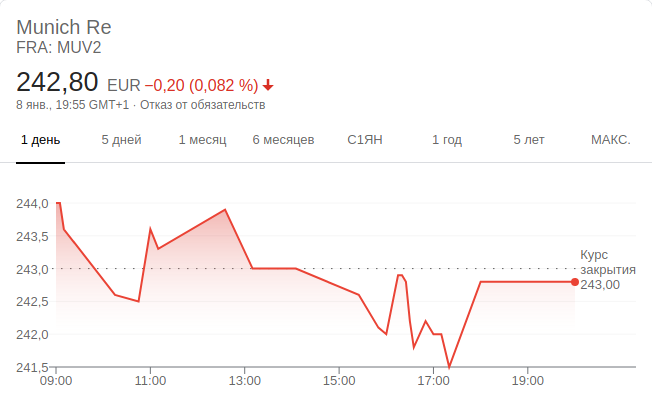 Munich Re
FRA: MUV2
242,80 EUR −0,20 (0,082 %)
8 янв., 19:55 GMT+1 · Отказ от обязательств
1 день 5 дней 1 месяц 6 месяцев С1ЯН 1 год 5 лет МАКС.
244,0
243,5
243,0
242,5
242,0
241,5
Курс
закрытия
243,00
09:00 11:00 13:00 15:00 17:00 19:00